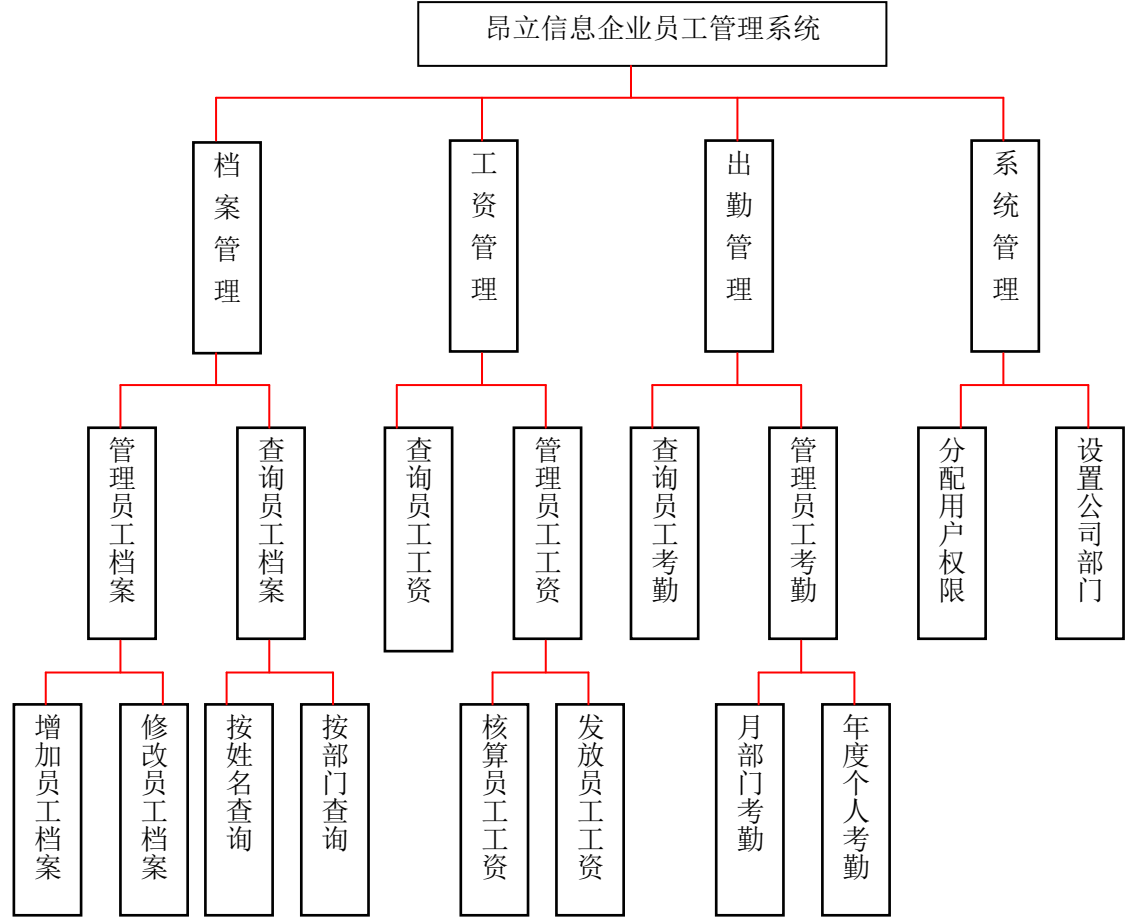 昂立信息企业员工管理系统
档案管理
工资管理
出勤管理
系统管理
管理员工档案
查询员工档案
查询员工工资
管理员工工资
查询员工考勤
管理员工考勤
分配用户权限
设置公司部门
增加员工档案
修改员工档案
按姓名查询
按部门查询
核算员工工资
发放员工工资
月部门考勤
年度个人考勤